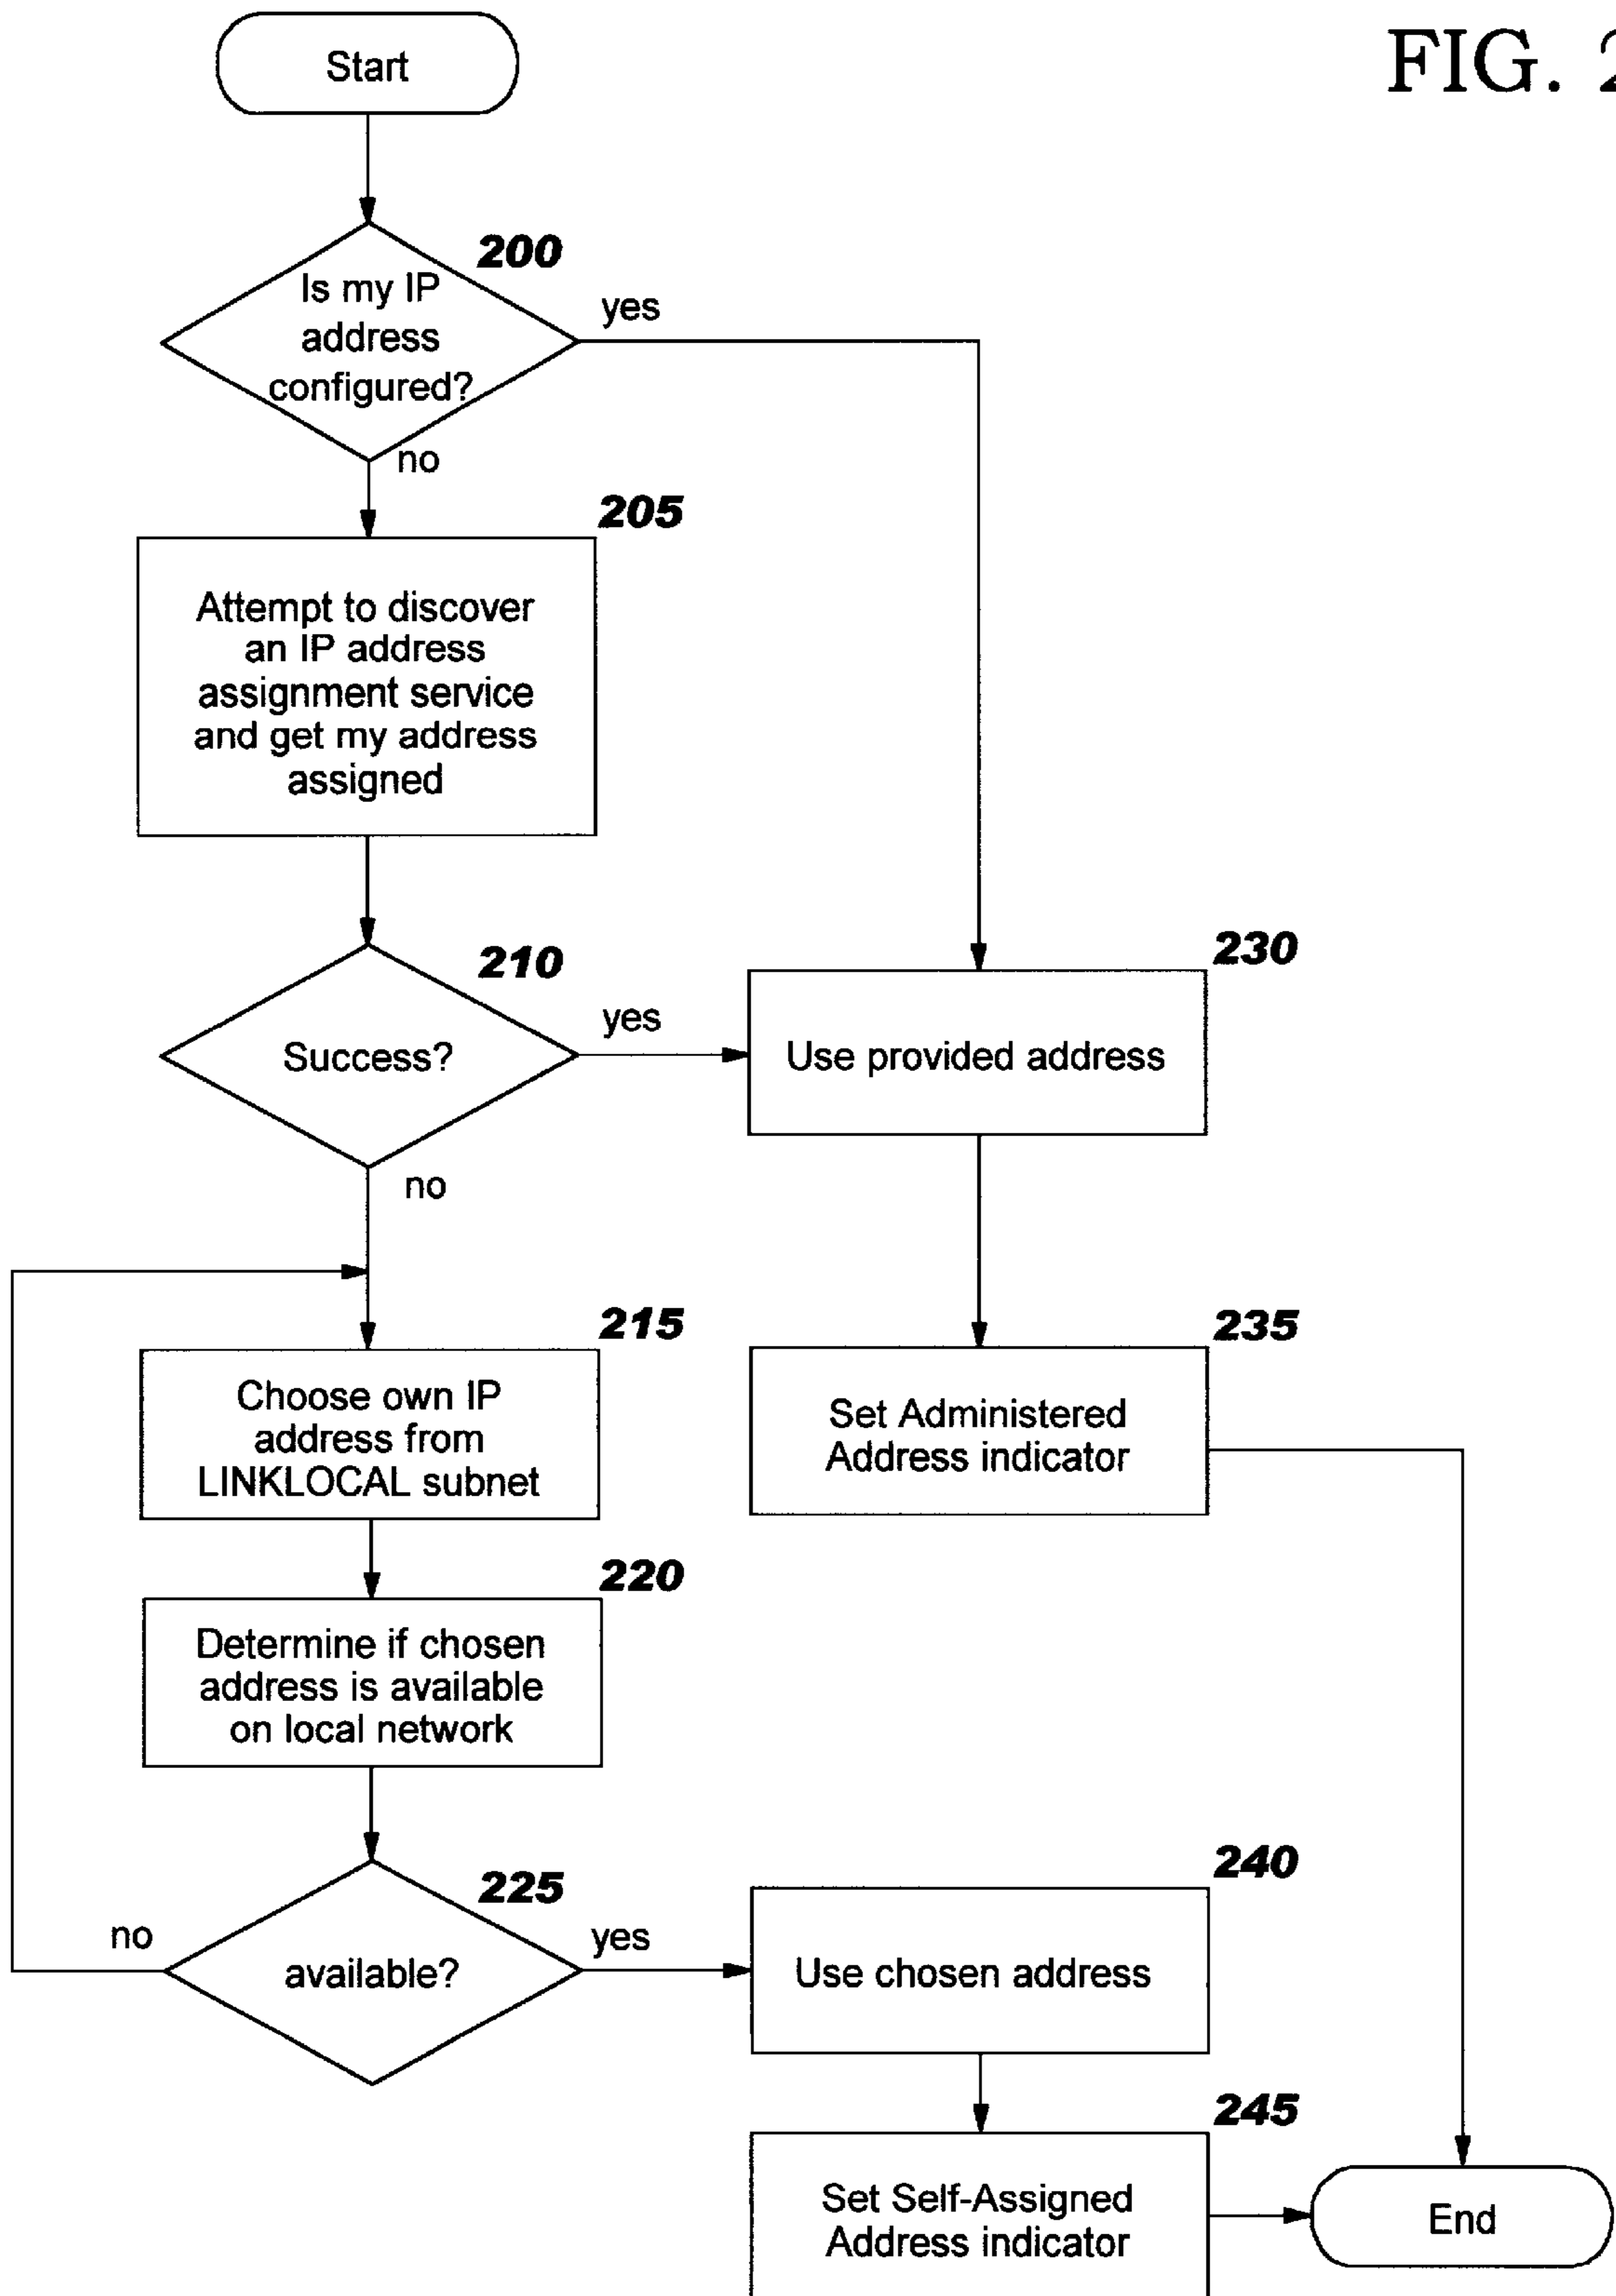 FIG. 2
Start
200
Is my IP
address
configured?
yes
no
205
Attempt to discover
an IP address
assignment service
and get my address
assigned
210
Success?
yes
no
230
Use provided address
215
Choose own IP
address from
LINKLOCAL subnet
235
Set Administered
Address indicator
220
Determine if chosen
address is available
on local network
225
available?
no
yes
240
Use chosen address
245
Set Self-Assigned
Address indicator
End